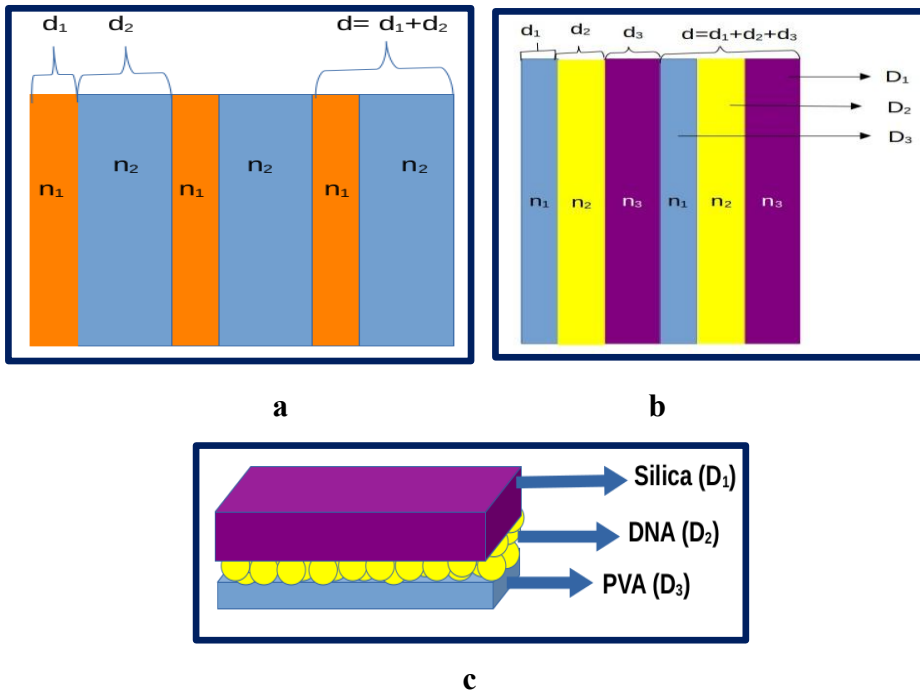 d₁ d₂ d= d₁+d₂
n₁ n₂ n₁ n₂ n₁ n₂
d₁ d₂ d₃ d=d₁+d₂+d₃
D₁
D₂
D₃
n₁ n₂ n₃ n₁ n₂ n₃
a b
Silica (D₁)
DNA (D₂)
PVA (D₃)
c